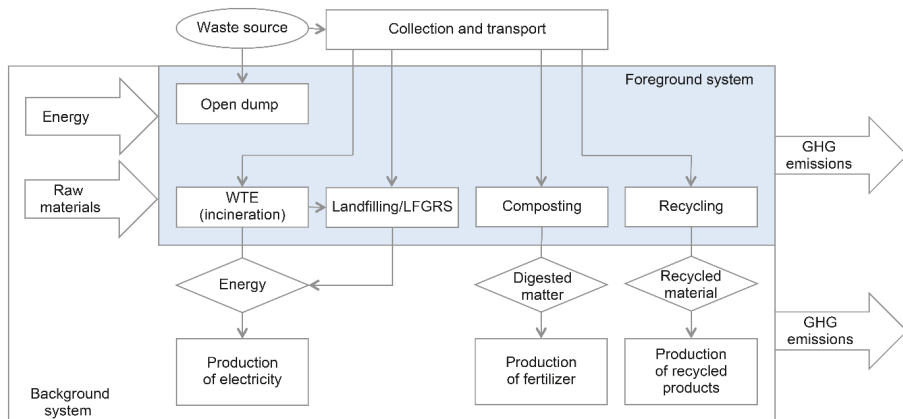 Waste source
Collection and transport
Foreground system
Open dump
Energy
GHG
emissions
Raw
materials
WTE
(incineration)
Landfilling/LFGRS
Composting
Recycling
Energy
Digested
matter
Recycled
material
GHG
emissions
Production
of electricity
Production
of fertilizer
Production
of recycled
products
Background
system